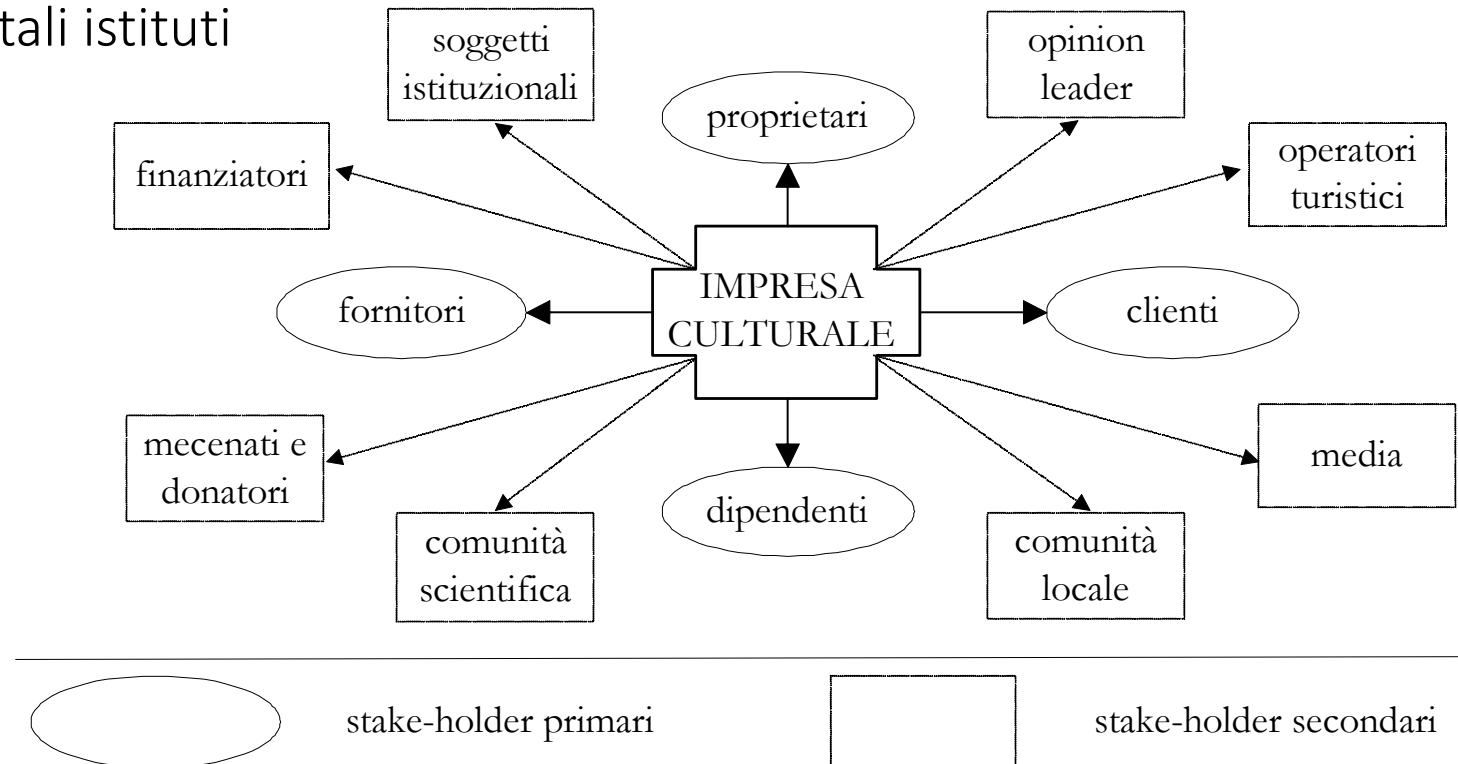 tali istituti
soggetti
istituzionali
opinion
leader
proprietari
finanziatori
operatori
turistici
IMPRESA
CULTURALE
fornitori
clienti
mecenati e
donatori
media
dipendenti
comunità
scientifica
comunità
locale
stake-holder primari
stake-holder secondari